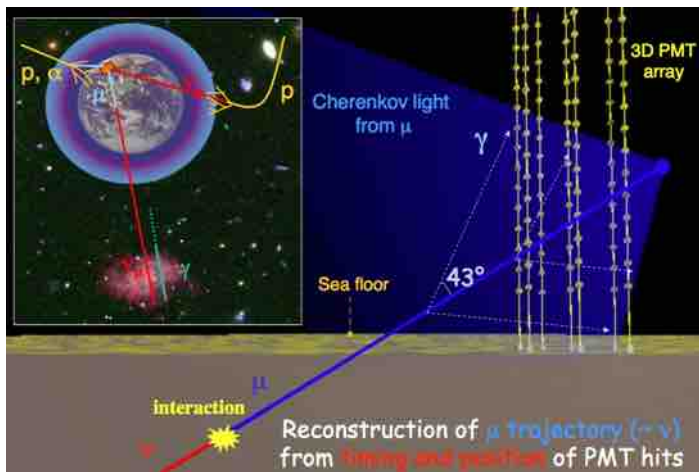 p, α
μ
p
γ
3D PMT
array
Cherenkov light
from μ
γ
43°
Sea floor
μ
interaction
ν
Reconstruction of μ trajectory (~ ν)
from timing and position of PMT hits